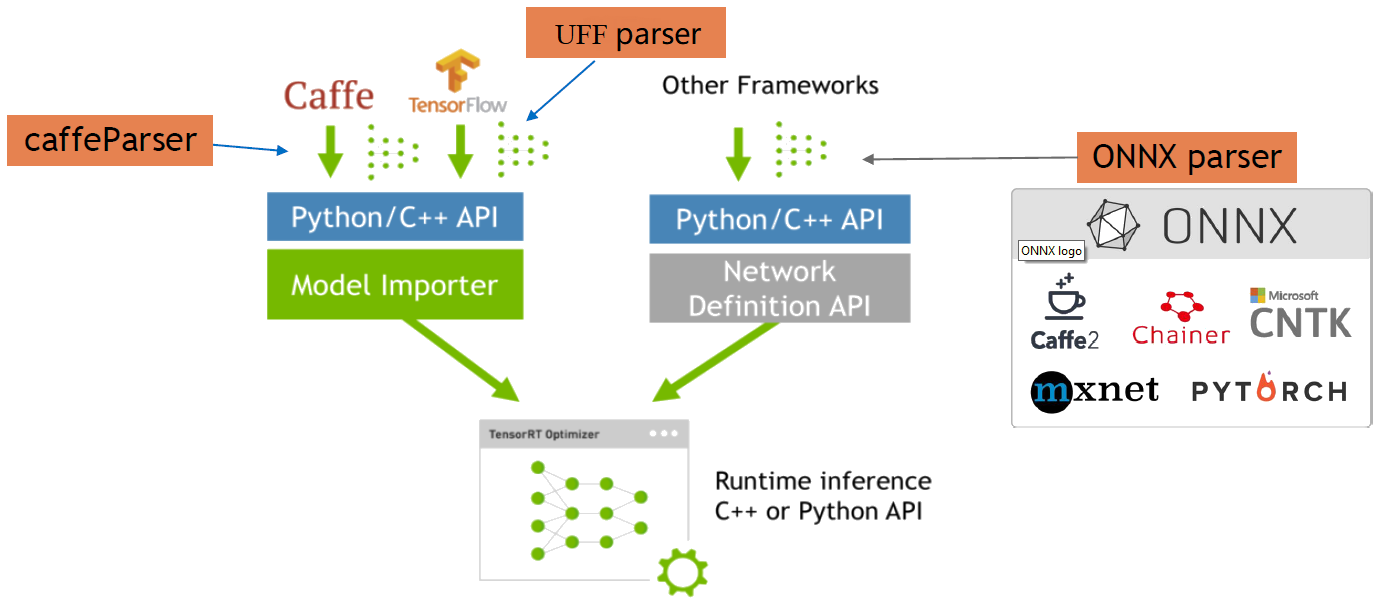 UFF parser
Caffe
TensorFlow
Other Frameworks
caffeParser
ONNX parser
Python/C++ API
Python/C++ API
ONNX
ONNX logo
Model Importer
Network
Definition API
Caffe2
Chainer
Microsoft
CNTK
mxnet
PYTORCH
TensorRT Optimizer
Runtime inference
C++ or Python API